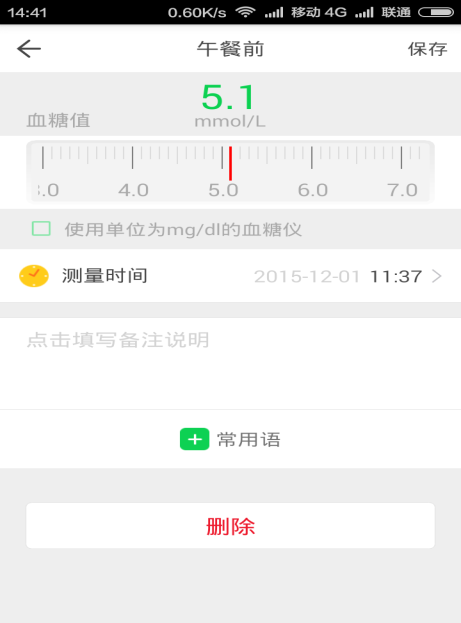 14:41 0.60K/s 移动 4G 联通
午餐前 保存
5.1
血糖值 mmol/L
.0 4.0 5.0 6.0 7.0
使用单位为mg/dl的血糖仪
测量时间 2015-12-01 11:37
点击填写备注说明
常用语
删除